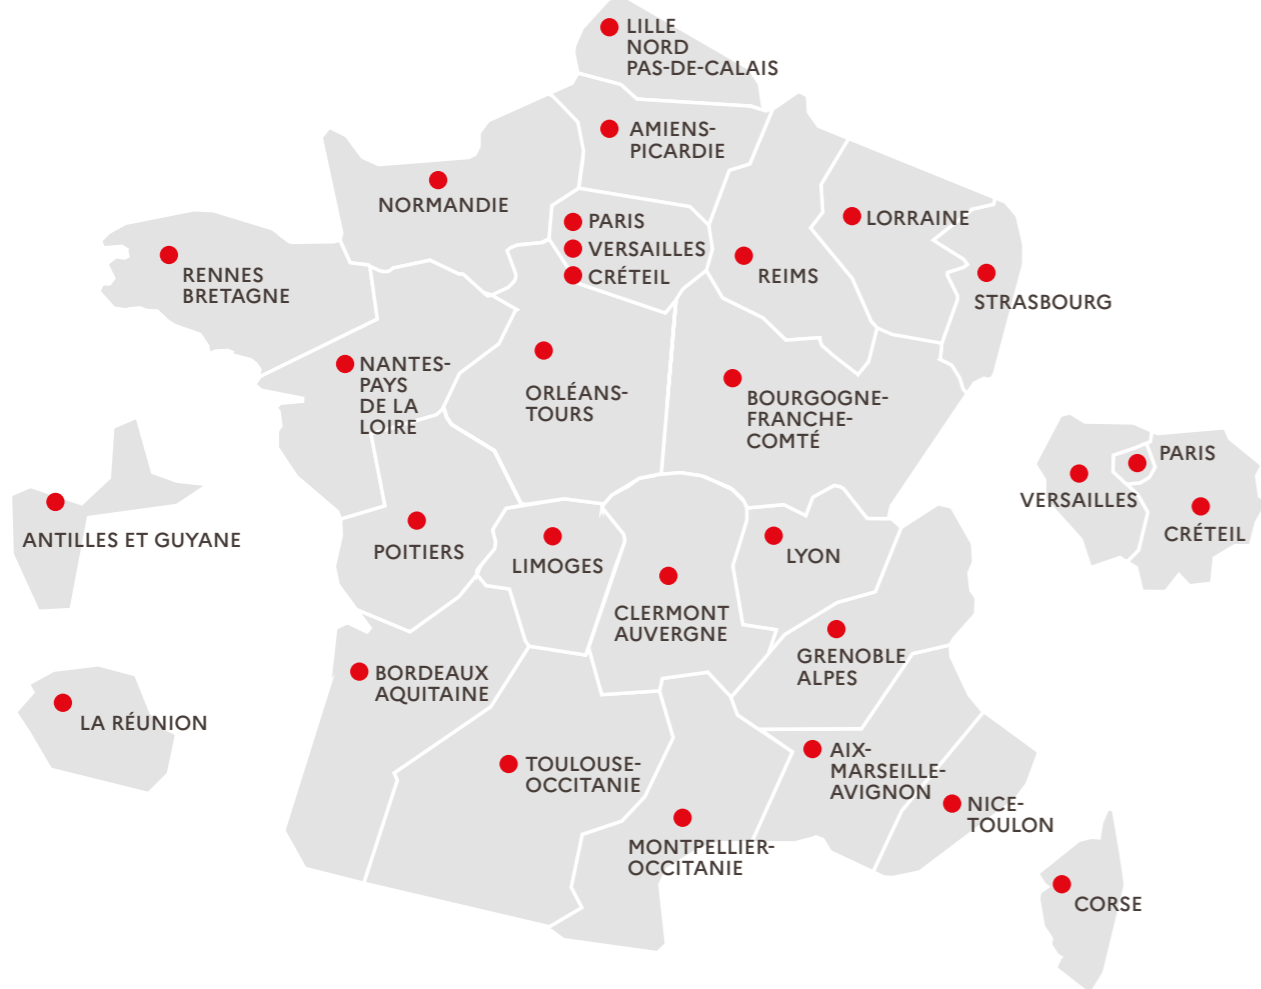 LILLE
NORD
PAS-DE-CALAIS
AMIENS-
PICARDIE
NORMANDIE
PARIS
VERSAILLES
CRÉTEIL
LORRAINE
REIMS
STRASBOURG
RENNES
BRETAGNE
NANTES-
PAYS
DE LA
LOIRE
ORLÉANS-
TOURS
BOURGOGNE-
FRANCHE-
COMTÉ
PARIS
VERSAILLES
CRÉTEIL
ANTILLES ET GUYANE
POITIERS
LIMOGES
LYON
CLERMONT
AUVERGNE
GRENOBLE
ALPES
BORDEAUX
AQUITAINE
LA RÉUNION
TOULOUSE-
OCCITANIE
AIX-
MARSEILLE-
AVIGNON
NICE-
TOULON
MONTPELLIER-
OCCITANIE
CORSE